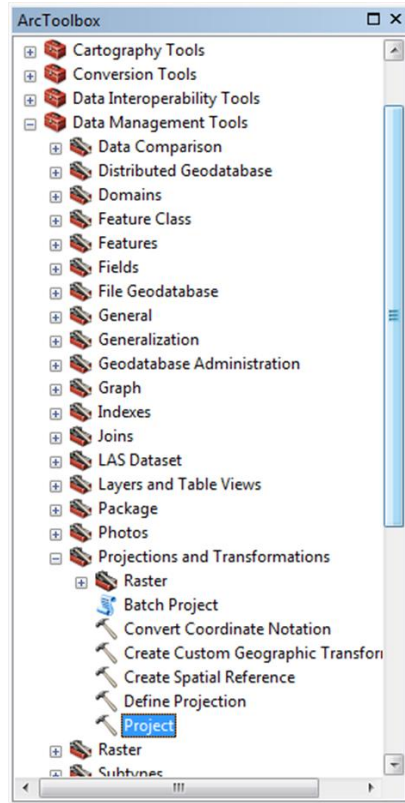 ArcToolbox
Cartography Tools
Conversion Tools
Data Interoperability Tools
Data Management Tools
Data Comparison
Distributed Geodatabase
Domains
Feature Class
Features
Fields
File Geodatabase
General
Generalization
Geodatabase Administration
Graph
Indexes
Joins
LAS Dataset
Layers and Table Views
Package
Photos
Projections and Transformations
Raster
Batch Project
Convert Coordinate Notation
Create Custom Geographic Transfor
Create Spatial Reference
Define Projection
Project
Raster
Subtypes